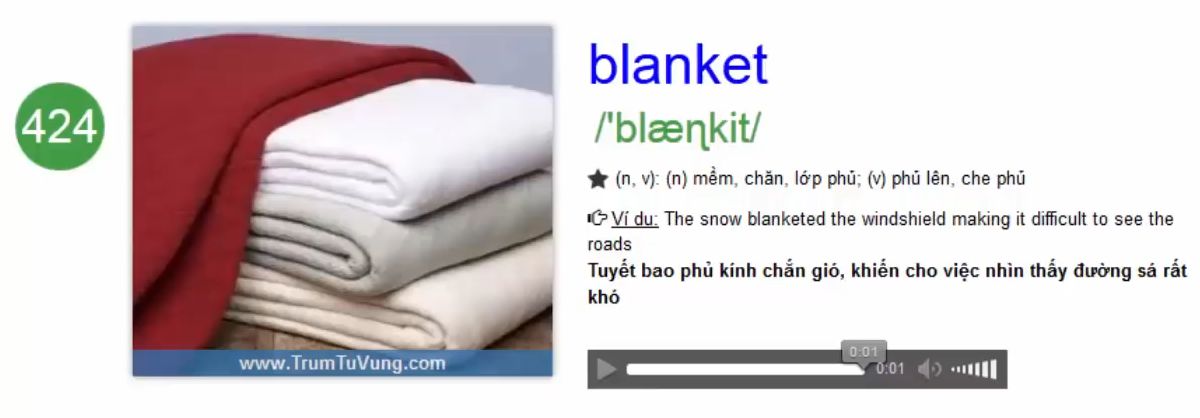 424
www.TrumTuVung.com
blanket
/'blæɳkit/
(n, v): (n) mềm, chăn, lớp phủ; (v) phủ lên, che phủ
Ví du: The snow blanketed the windshield making it difficult to see the
roads
Tuyết bao phủ kính chắn gió, khiến cho việc nhìn thấy đường sá rất
khó
0:01
0:01